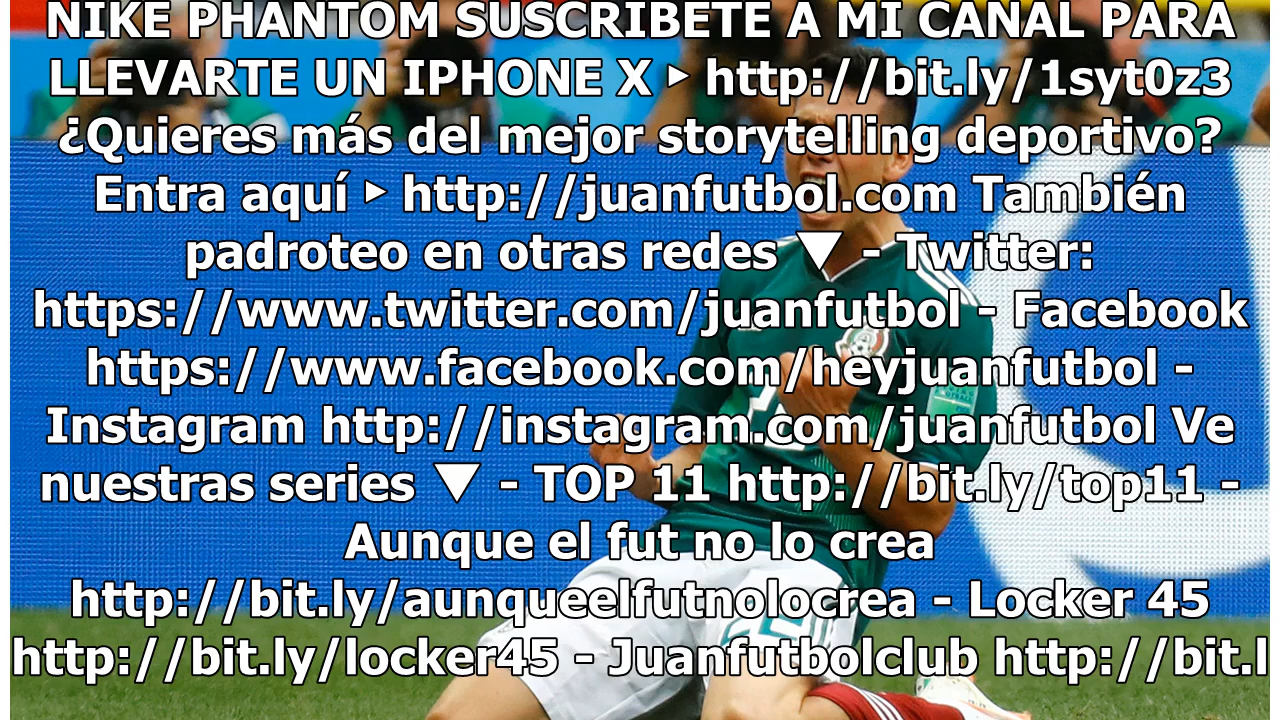 NIKE PHANTOM SUSCRÍBETE A MI CANAL PARA
LLEVARTE UN IPHONE X ▸ http://bit.ly/1syt0z3
¿Quieres más del mejor storytelling deportivo?
Entra aquí ▸ http://juanfutbol.com También
padroteo en otras redes ▼ - Twitter:
https://www.twitter.com/juanfutbol - Facebook
https://www.facebook.com/heyjuanfutbol -
Instagram http://instagram.com/juanfutbol Ve
nuestras series ▼ - TOP 11 http://bit.ly/top11 -
Aunque el fut no lo crea
http://bit.ly/aunqueelfutnolocrea - Locker 45
http://bit.ly/locker45 - Juanfutbolclub http://bit.l